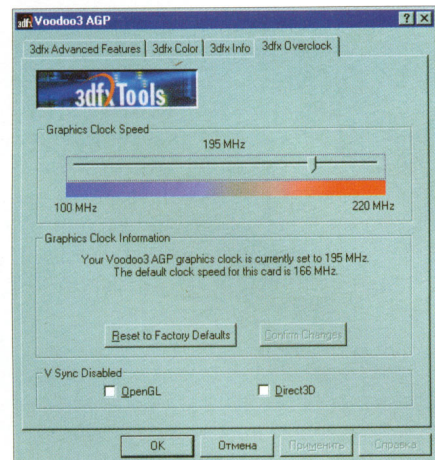 Voodoo3 AGP
3dfx Advanced Features 3dfx Color 3dfx Info 3dfx Overclock
3dfx Tools
Graphics Clock Speed
195 MHz
100 MHz 220 MHz
Graphics Clock Information
Your Voodoo3 AGP graphics clock is currently set to 195 MHz.
The default clock speed for this card is 166 MHz.
Reset to Factory Defaults Confirm Changes
V Sync Disabled
OpenGL Direct3D
OK Отмена Применить Справка